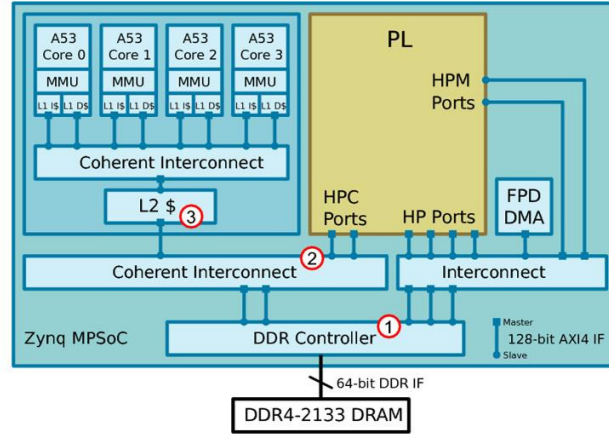 A53
Core 0
A53
Core 1
A53
Core 2
A53
Core 3
MMU
MMU
MMU
MMU
L1 I$ L1 D$
L1 I$ L1 D$
L1 I$ L1 D$
L1 I$ L1 D$
Coherent Interconnect
L2 $
3
PL
HPM
Ports
HPC
Ports
HP Ports
FPD
DMA
2
Coherent Interconnect
Interconnect
1
DDR Controller
Zynq MPSoC
Master
128-bit AXI4 IF
Slave
64-bit DDR IF
DDR4-2133 DRAM